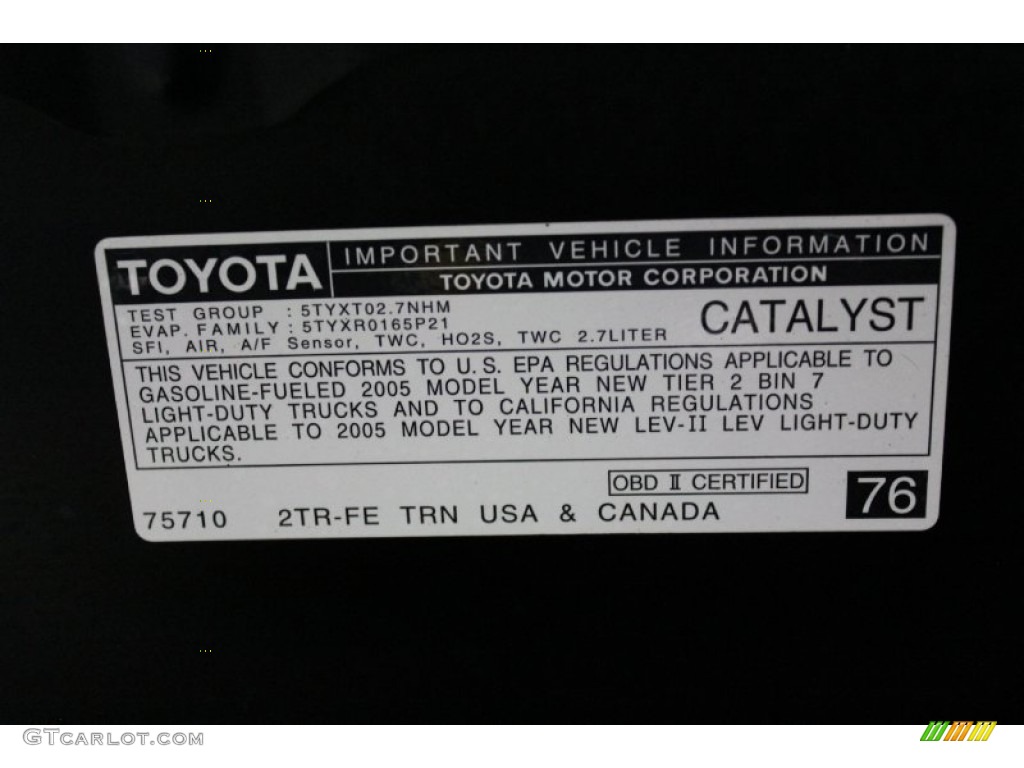 TOYOTA
IMPORTANT VEHICLE INFORMATION
TOYOTA MOTOR CORPORATION
TEST GROUP : 5TYXT02.7NHM
EVAP. FAMILY : 5TYXR0165P21
SFI, AIR, A/F Sensor, TWC, HO2S, TWC 2.7LITER
CATALYST
THIS VEHICLE CONFORMS TO U.S. EPA REGULATIONS APPLICABLE TO
GASOLINE-FUELED 2005 MODEL YEAR NEW TIER 2 BIN 7
LIGHT-DUTY TRUCKS AND TO CALIFORNIA REGULATIONS
APPLICABLE TO 2005 MODEL YEAR NEW LEV-II LEV LIGHT-DUTY
TRUCKS.
OBD II CERTIFIED
75710 2TR-FE TRN USA & CANADA
76
GTCARLOT.COM